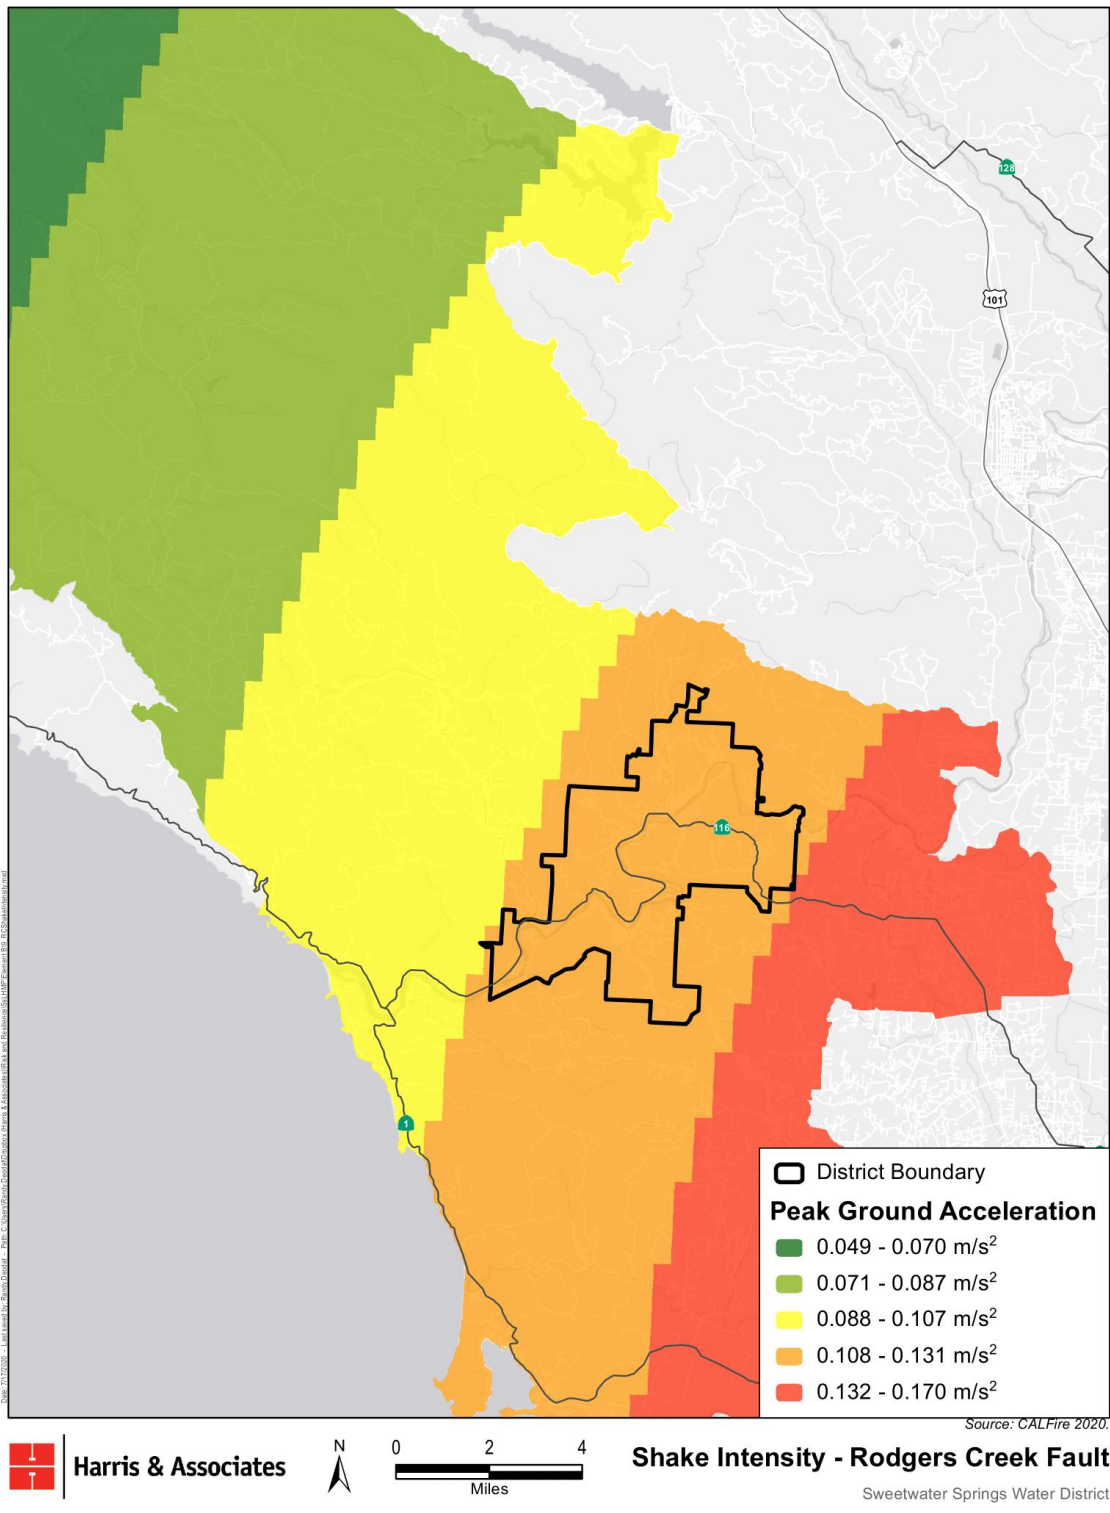 128
101
116
1
District Boundary
Peak Ground Acceleration
0.049 - 0.070 m/s²
0.071 - 0.087 m/s²
0.088 - 0.107 m/s²
0.108 - 0.131 m/s²
0.132 - 0.170 m/s²
Source: CALFire 2020.
Harris & Associates
N
0 2 4
Miles
Shake Intensity - Rodgers Creek Fault
Sweetwater Springs Water District